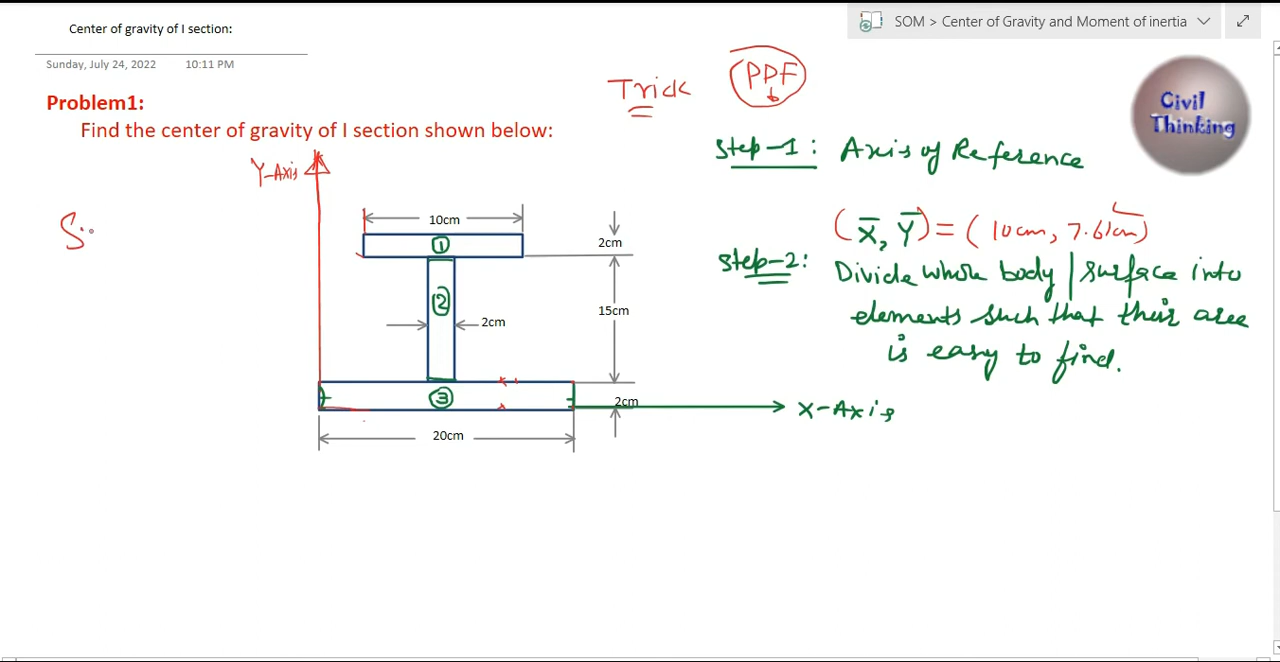 Center of gravity of I section:
SOM > Center of Gravity and Moment of inertia
Sunday, July 24, 2022 10:11 PM
Problem1:
Find the center of gravity of I section shown below:
Trick PPF
Civil
Thinking
Step-1: Axis of Reference
Y-Axis
S
10cm
2cm
1
(X̄, Ȳ) = (10cm, 7.61cm)
Step-2: Divide whole body / surface into
elements such that their area
is easy to find.
2
15cm
2cm
3
2cm
X-Axis
20cm